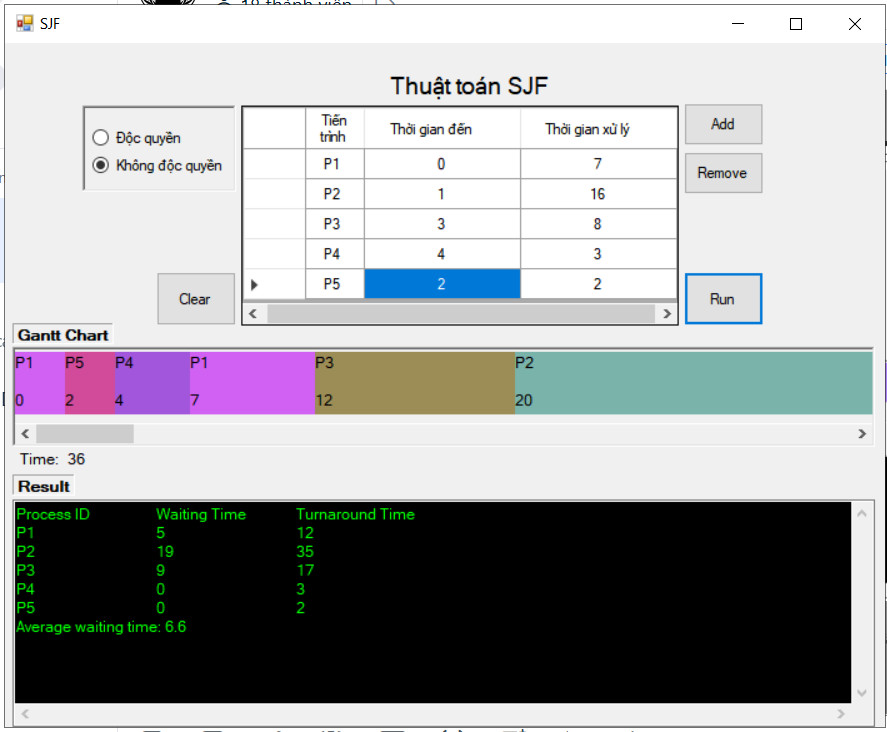 18 thành viên
SJF
Thuật toán SJF
Độc quyền
Không độc quyền
Tiến trình Thời gian đến Thời gian xử lý
P1 0 7
P2 1 16
P3 3 8
P4 4 3
P5 2 2
Add
Remove
Clear
Run
Gantt Chart
P1 P5 P4 P1 P3 P2
0 2 4 7 12 20
Time: 36
Result
Process ID Waiting Time Turnaround Time
P1 5 12
P2 19 35
P3 9 17
P4 0 3
P5 0 2
Average waiting time: 6.6